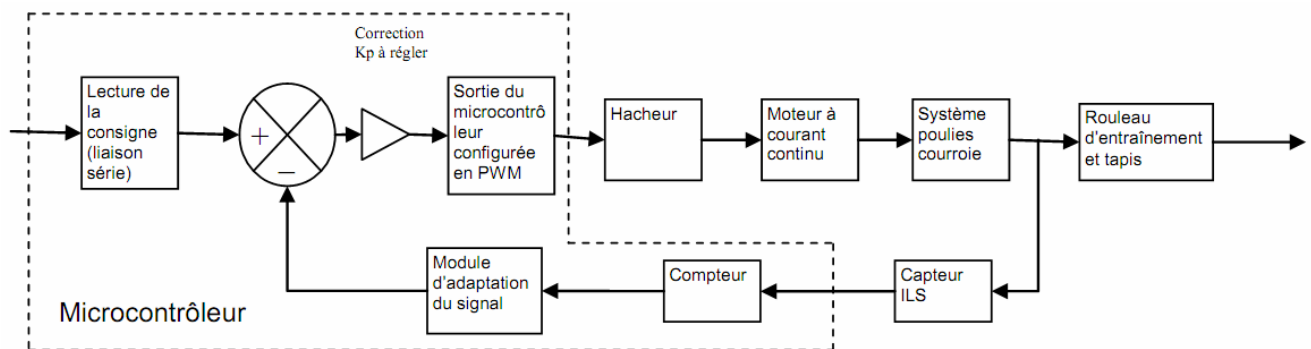 Correction
Kp à régler
Lecture de
la
consigne
(liaison
série)
+
−
Sortie du
microcontrô
leur
configurée
en PWM
Hacheur
Moteur à
courant
continu
Système
poulies
courroie
Rouleau
d'entraînement
et tapis
Module
d'adaptation
du signal
Compteur
Capteur
ILS
Microcontrôleur